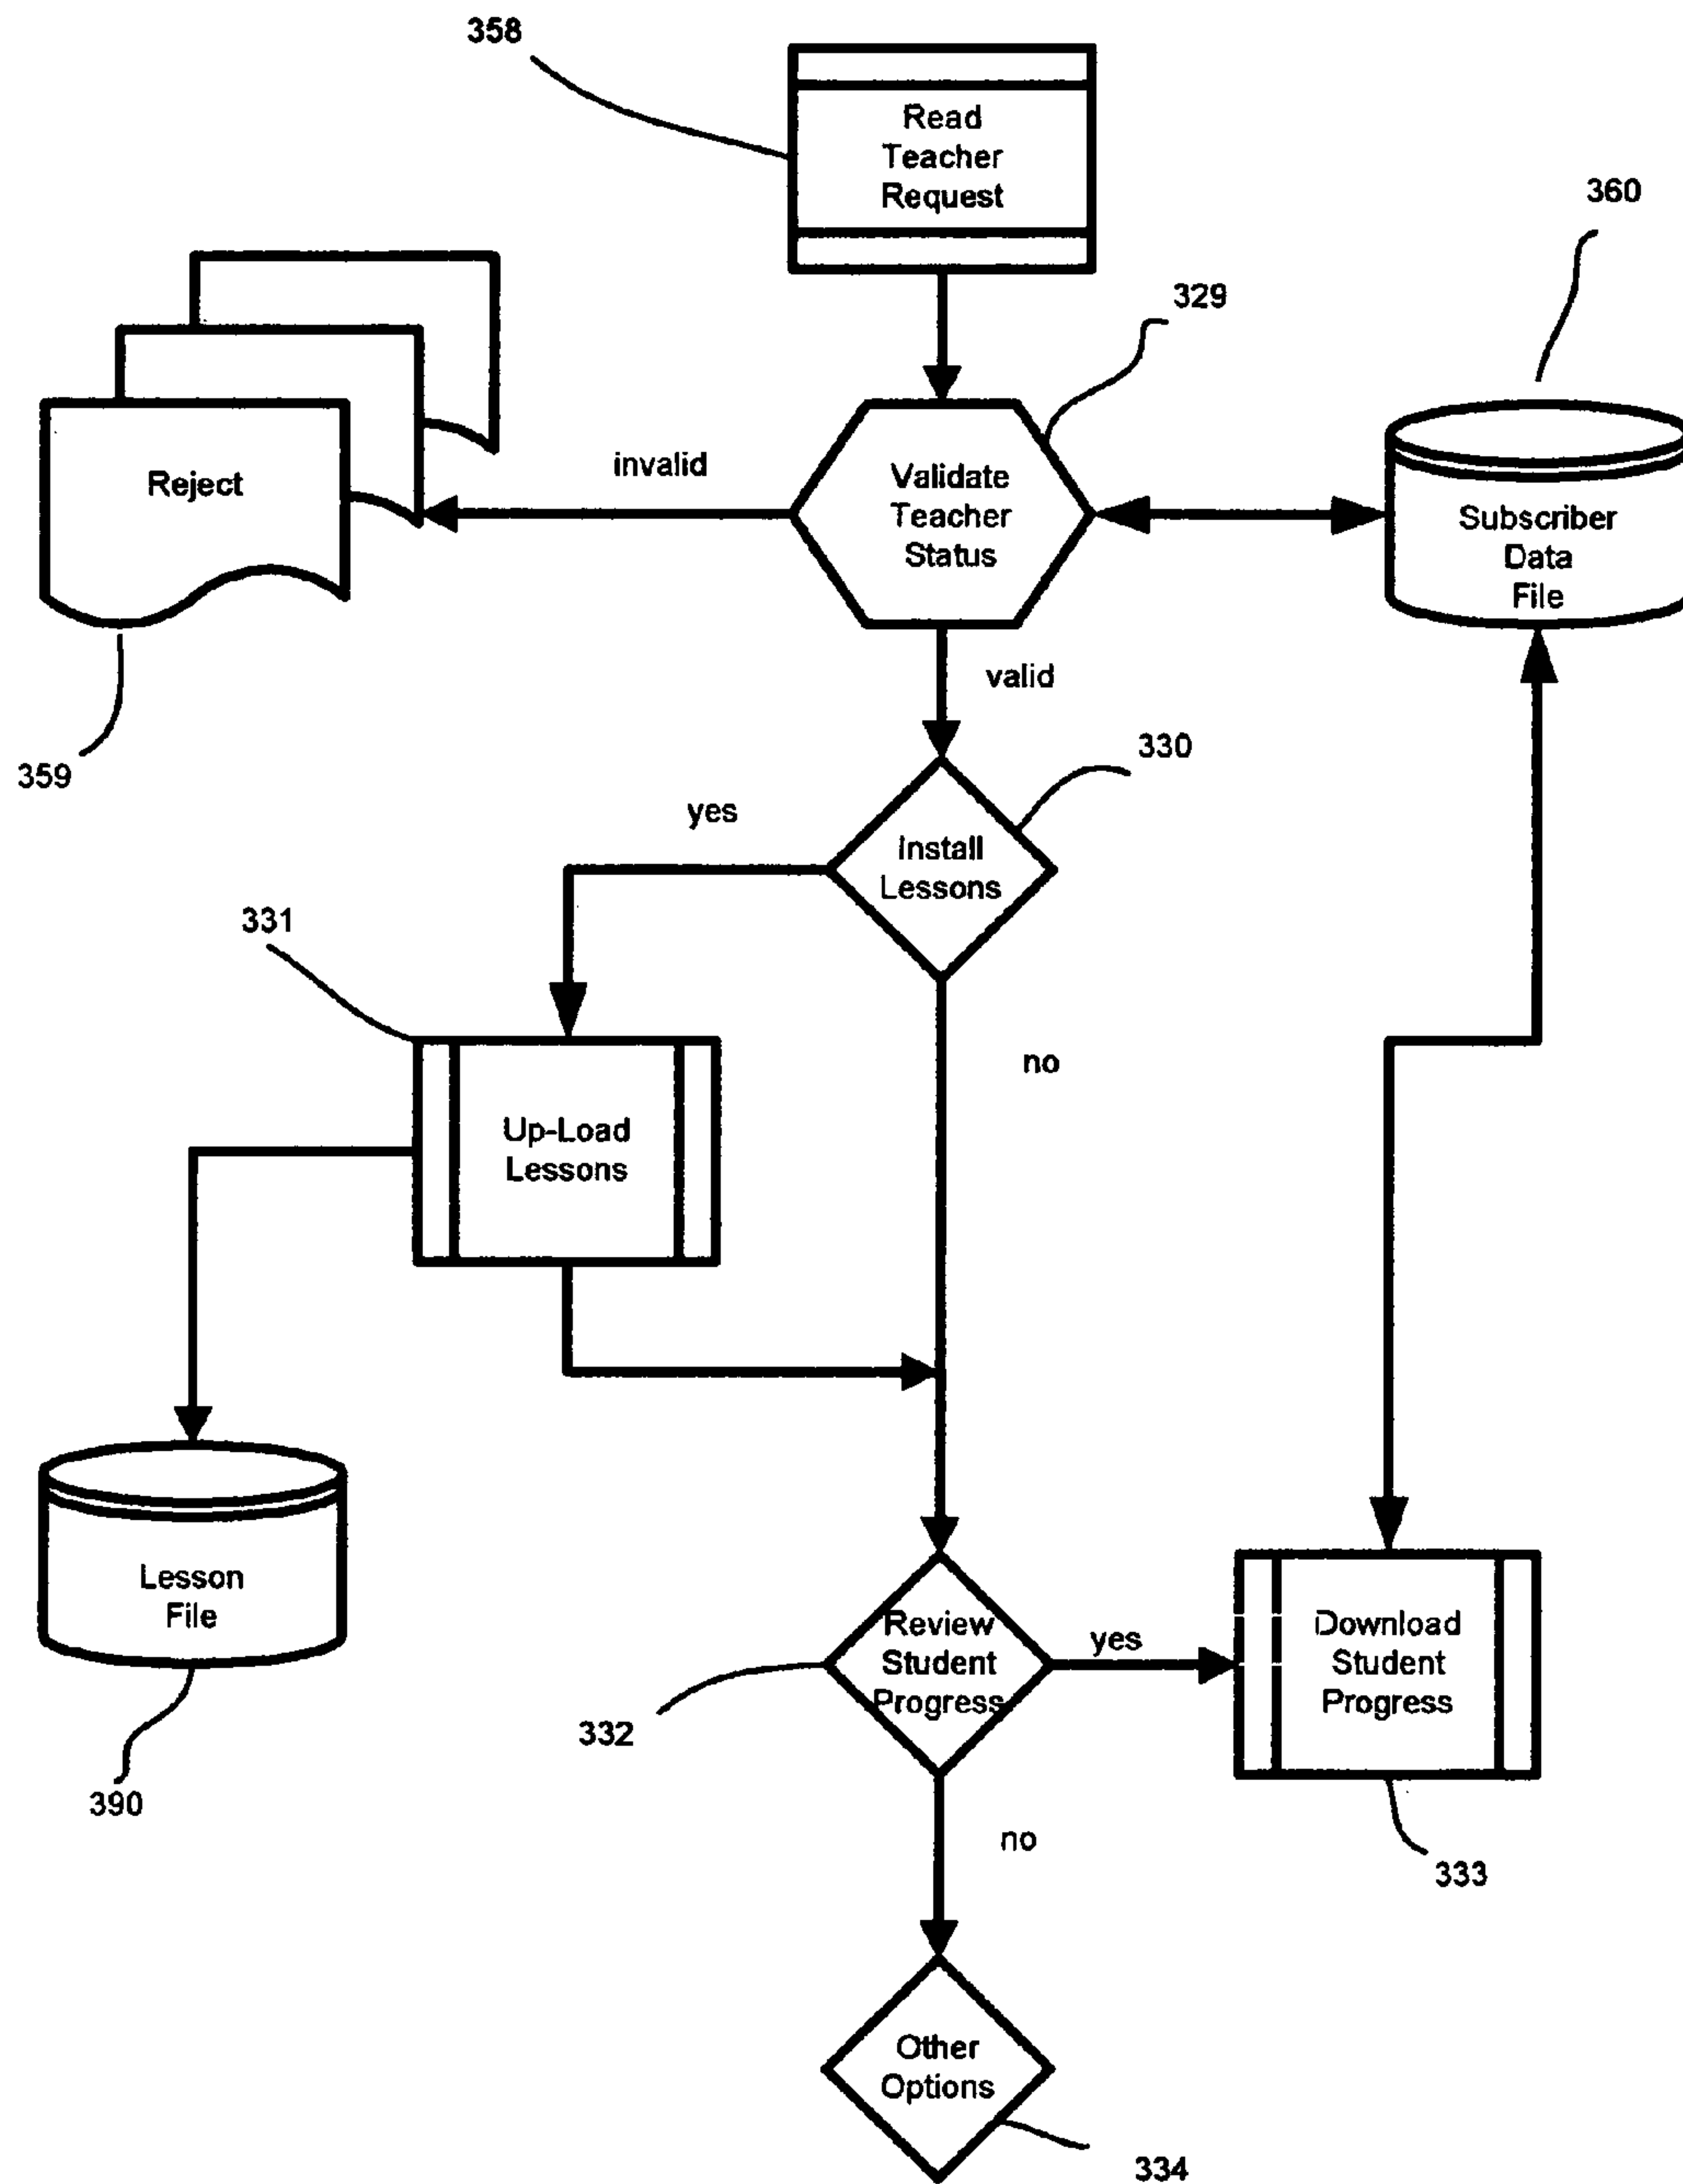 358
Read
Teacher
Request
360
329
invalid
Reject
Validate
Teacher
Status
Subscriber
Data
File
valid
359
330
yes
Install
Lessons
331
no
Up-Load
Lessons
Lesson
File
Review
Student
Progress
yes
Download
Student
Progress
332
390
no
333
Other
Options
334